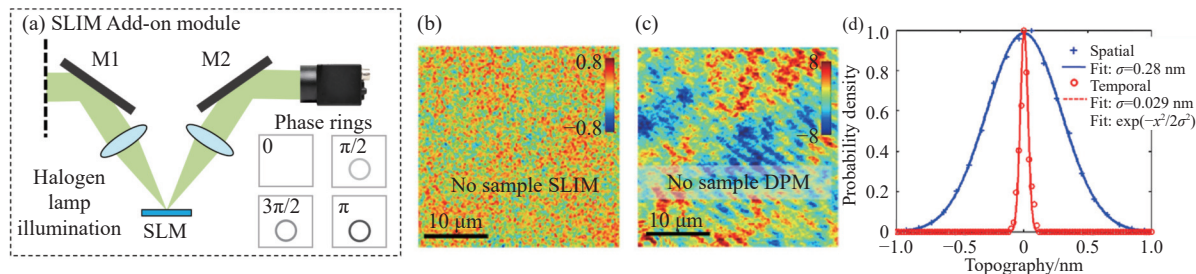 (a) SLIM Add-on module
M1
M2
Phase rings
0
π/2
3π/2
π
Halogen
lamp
illumination
SLM
(b)
0.8
−0.8
No sample SLIM
10 μm
(c)
8
−8
No sample DPM
10 μm
(d)
Probability density
1.0
0.8
0.6
0.4
0.2
0
−1.0
−0.5
0
0.5
1.0
Topography/nm
Spatial
Fit: σ=0.28 nm
Temporal
Fit: σ=0.029 nm
Fit: exp(−x²/2σ²)